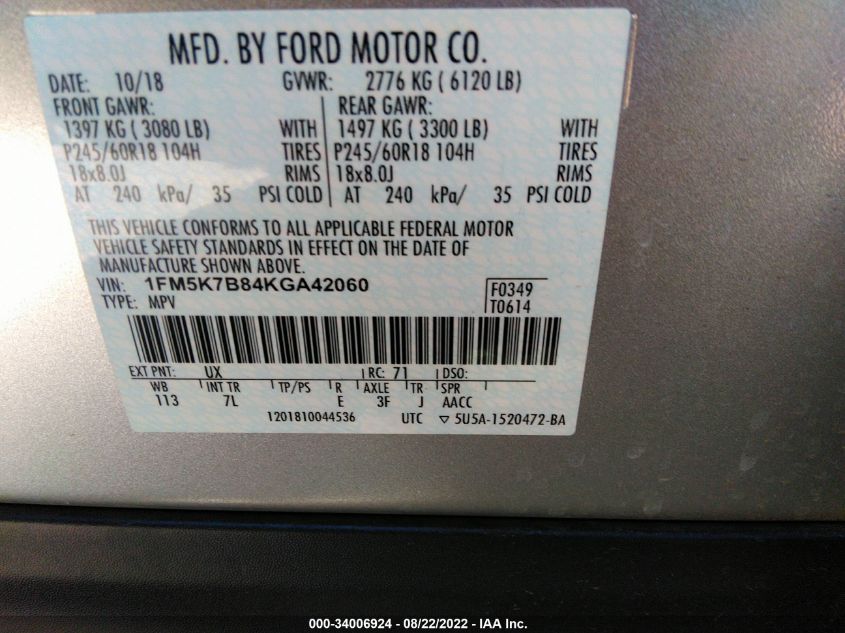 MFD. BY FORD MOTOR CO.
DATE: 10/18 GVWR: 2776 KG ( 6120 LB)
FRONT GAWR: REAR GAWR:
1397 KG ( 3080 LB) WITH 1497 KG ( 3300 LB) WITH
P245/60R18 104H TIRES P245/60R18 104H TIRES
18x8.0J RIMS 18x8.0J RIMS
AT 240 kPa/ 35 PSI COLD AT 240 kPa/ 35 PSI COLD
THIS VEHICLE CONFORMS TO ALL APPLICABLE FEDERAL MOTOR
VEHICLE SAFETY STANDARDS IN EFFECT ON THE DATE OF
MANUFACTURE SHOWN ABOVE.
VIN: 1FM5K7B84KGA42060 F0349
TYPE: MPV T0614
EXT PNT: UX RC: 71 DSO:
WB INT TR TP/PS R AXLE TR SPR
113 7L E 3F J AACC
1201810044536 UTC ▽ 5U5A-1520472-BA
000-34006924 - 08/22/2022 - IAA Inc.